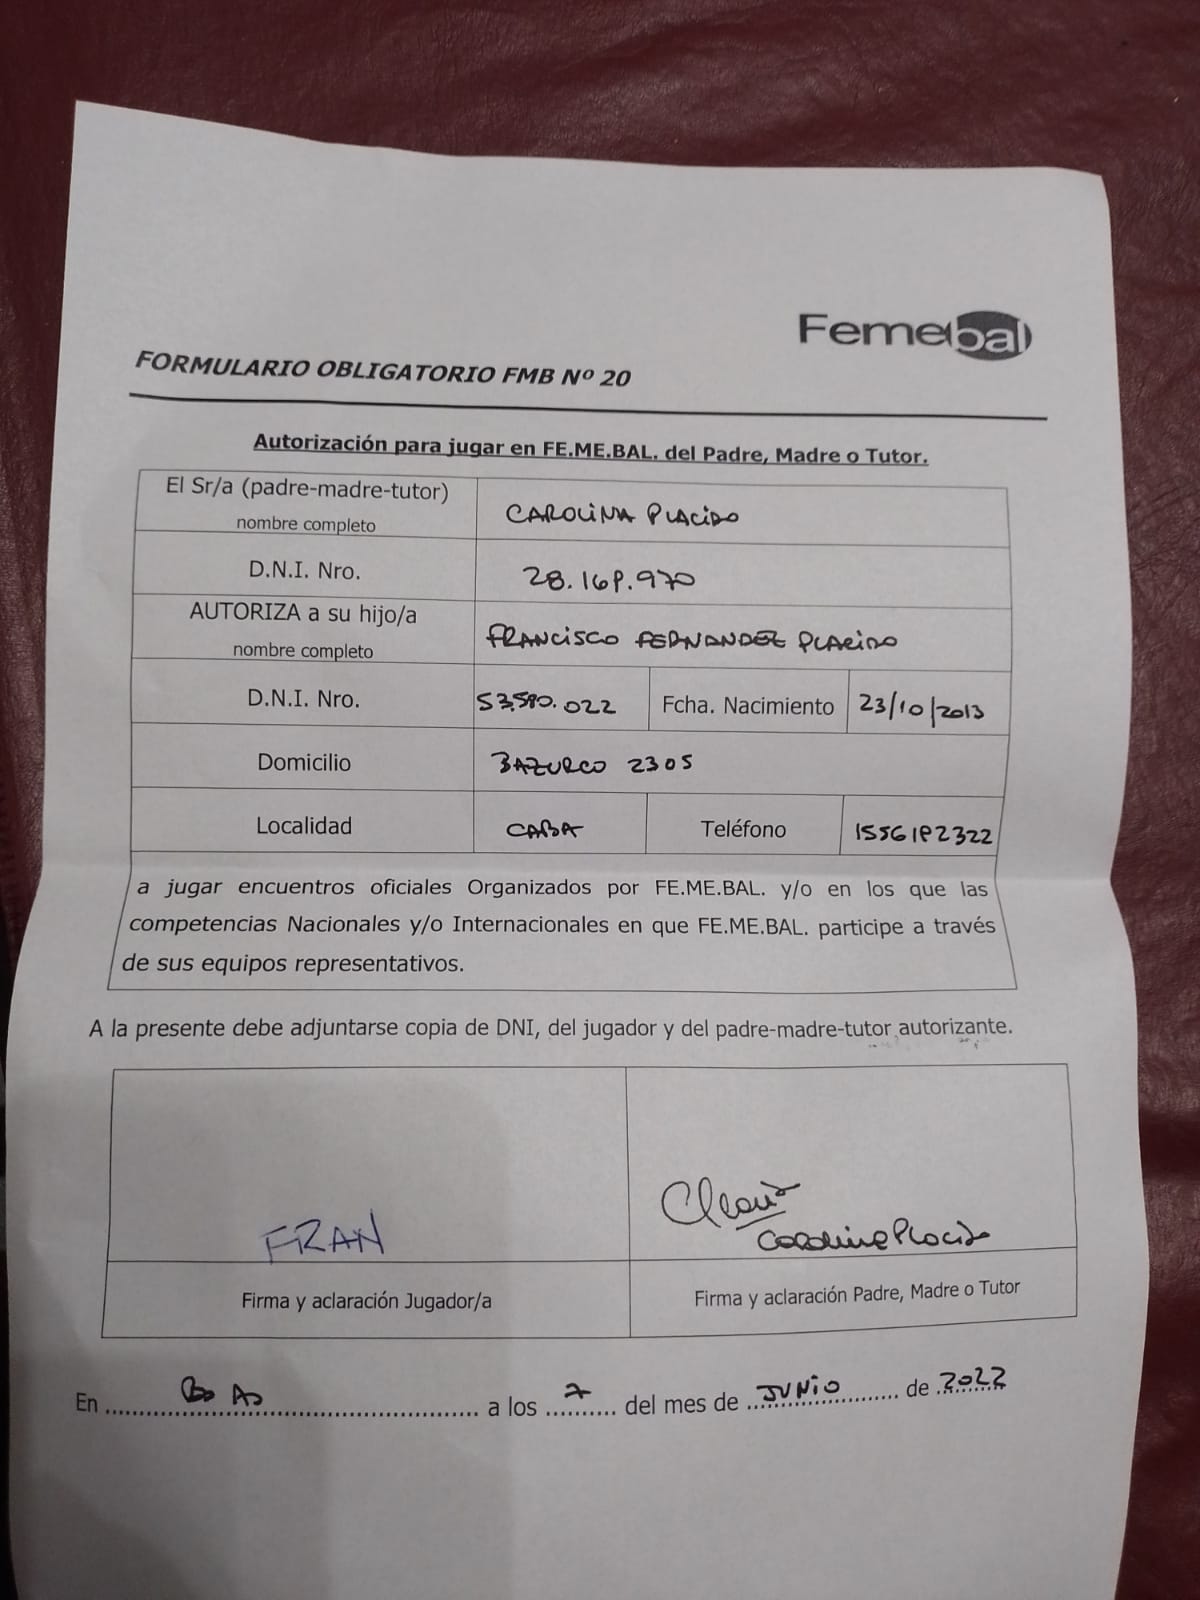 Femebal
FORMULARIO OBLIGATORIO FMB Nº 20
Autorización para jugar en FE.ME.BAL. del Padre, Madre o Tutor.
El Sr/a (padre-madre-tutor) nombre completo CAROLINA PLACIDO
D.N.I. Nro. 28.169.970
AUTORIZA a su hijo/a nombre completo FRANCISCO FERNANDEZ PLACIDO
D.N.I. Nro. 53.590.022 Fcha. Nacimiento 23/10/2013
Domicilio BAZURCO 2305
Localidad CABA Teléfono 1556192322
a jugar encuentros oficiales Organizados por FE.ME.BAL. y/o en los que las
competencias Nacionales y/o Internacionales en que FE.ME.BAL. participe a través
de sus equipos representativos.
A la presente debe adjuntarse copia de DNI, del jugador y del padre-madre-tutor autorizante.
FRAN
Carolina Placido
Firma y aclaración Jugador/a Firma y aclaración Padre, Madre o Tutor
En Bs As a los 7 del mes de JUNIO de 2022